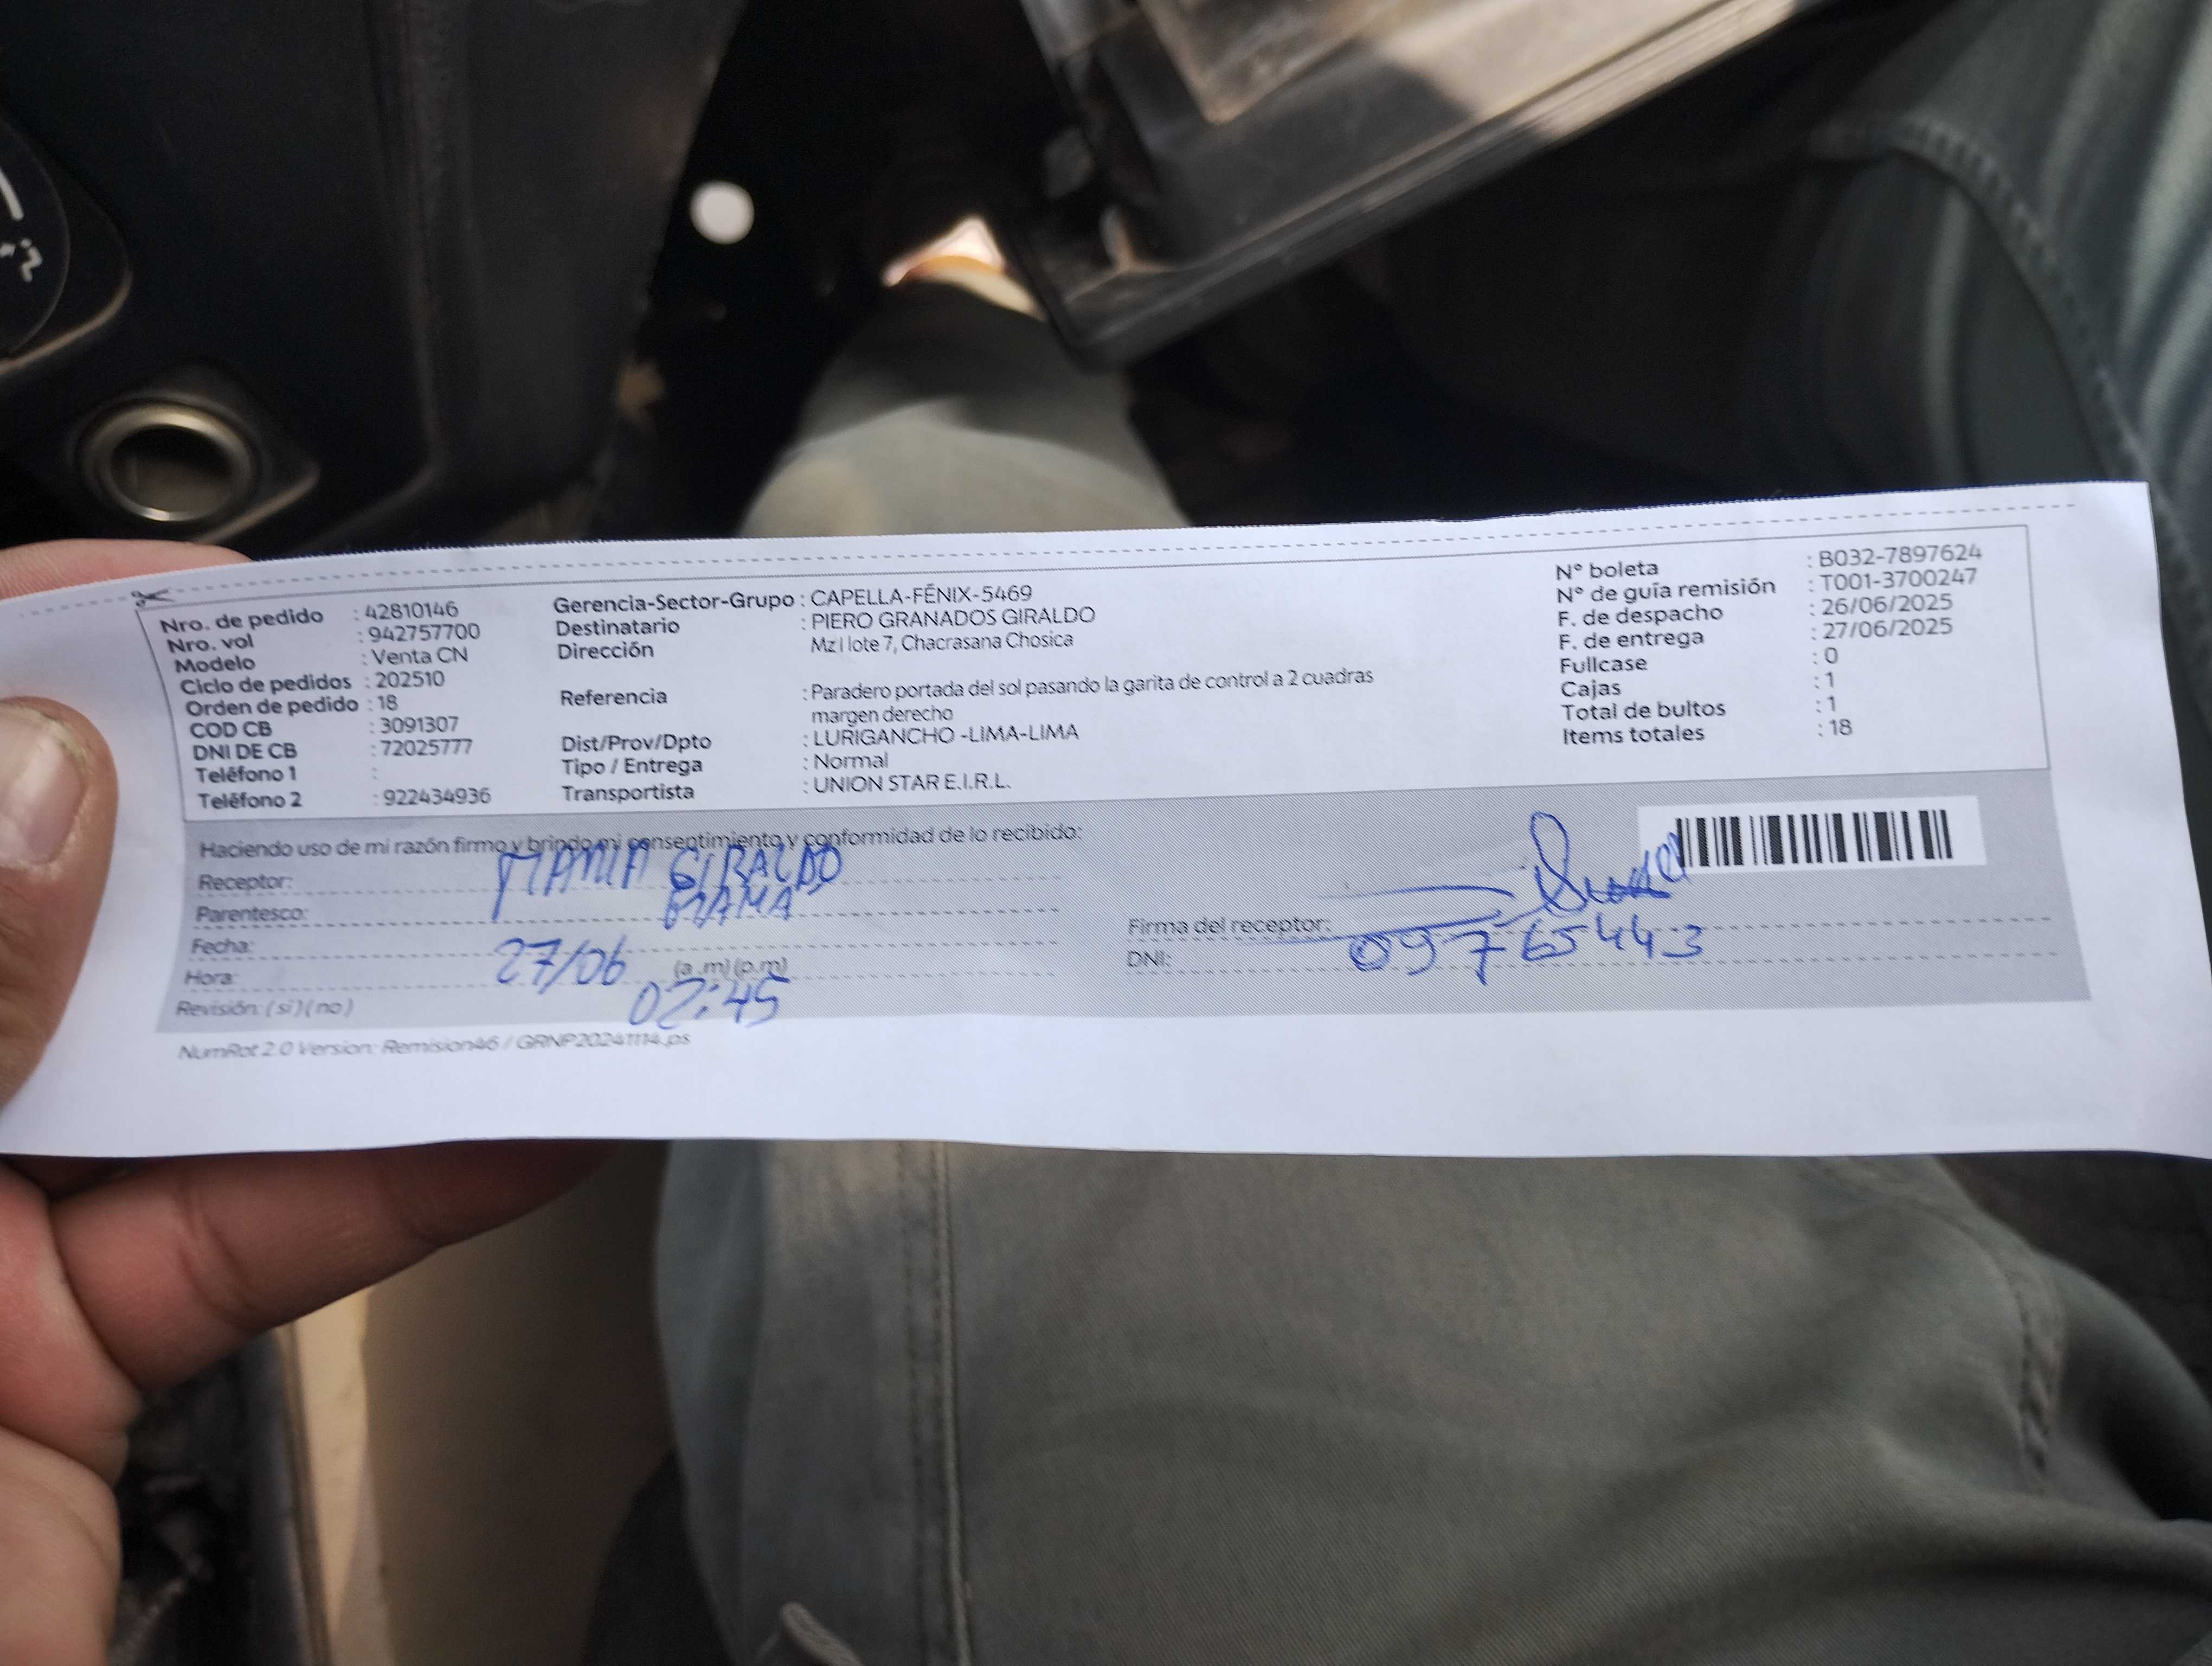 Nro. de pedido : 42810146
Nro. vol : 942757700
Modelo : Venta CN
Ciclo de pedidos : 202510
Orden de pedido : 18
COD CB : 3091307
DNI DE CB : 72025777
Teléfono 1 :
Teléfono 2 : 922434936
Gerencia-Sector-Grupo : CAPELLA-FÉNIX-5469
Destinatario : PIERO GRANADOS GIRALDO
Dirección Mz I lote 7, Chacrasana Chosica
Referencia : Paradero portada del sol pasando la garita de control a 2 cuadras
margen derecho
Dist/Prov/Dpto : LURIGANCHO -LIMA-LIMA
Tipo / Entrega : Normal
Transportista : UNION STAR E.I.R.L.
N° boleta : B032-7897624
N° de guía remisión : T001-3700247
F. de despacho : 26/06/2025
F. de entrega : 27/06/2025
Fullcase : 0
Cajas : 1
Total de bultos : 1
Items totales : 18
Haciendo uso de mi razón firmo y brindo mi consentimiento y conformidad de lo recibido:
Receptor: MARIA GIRALDO
Parentesco:
Fecha: 27/06
Hora: (a .m) (p.m) 02:45
Revisión: ( si ) ( no )
Firma del receptor:
DNI: 09765443
NumRot 2.0 Version: Remision46 / GRNP20241114.ps